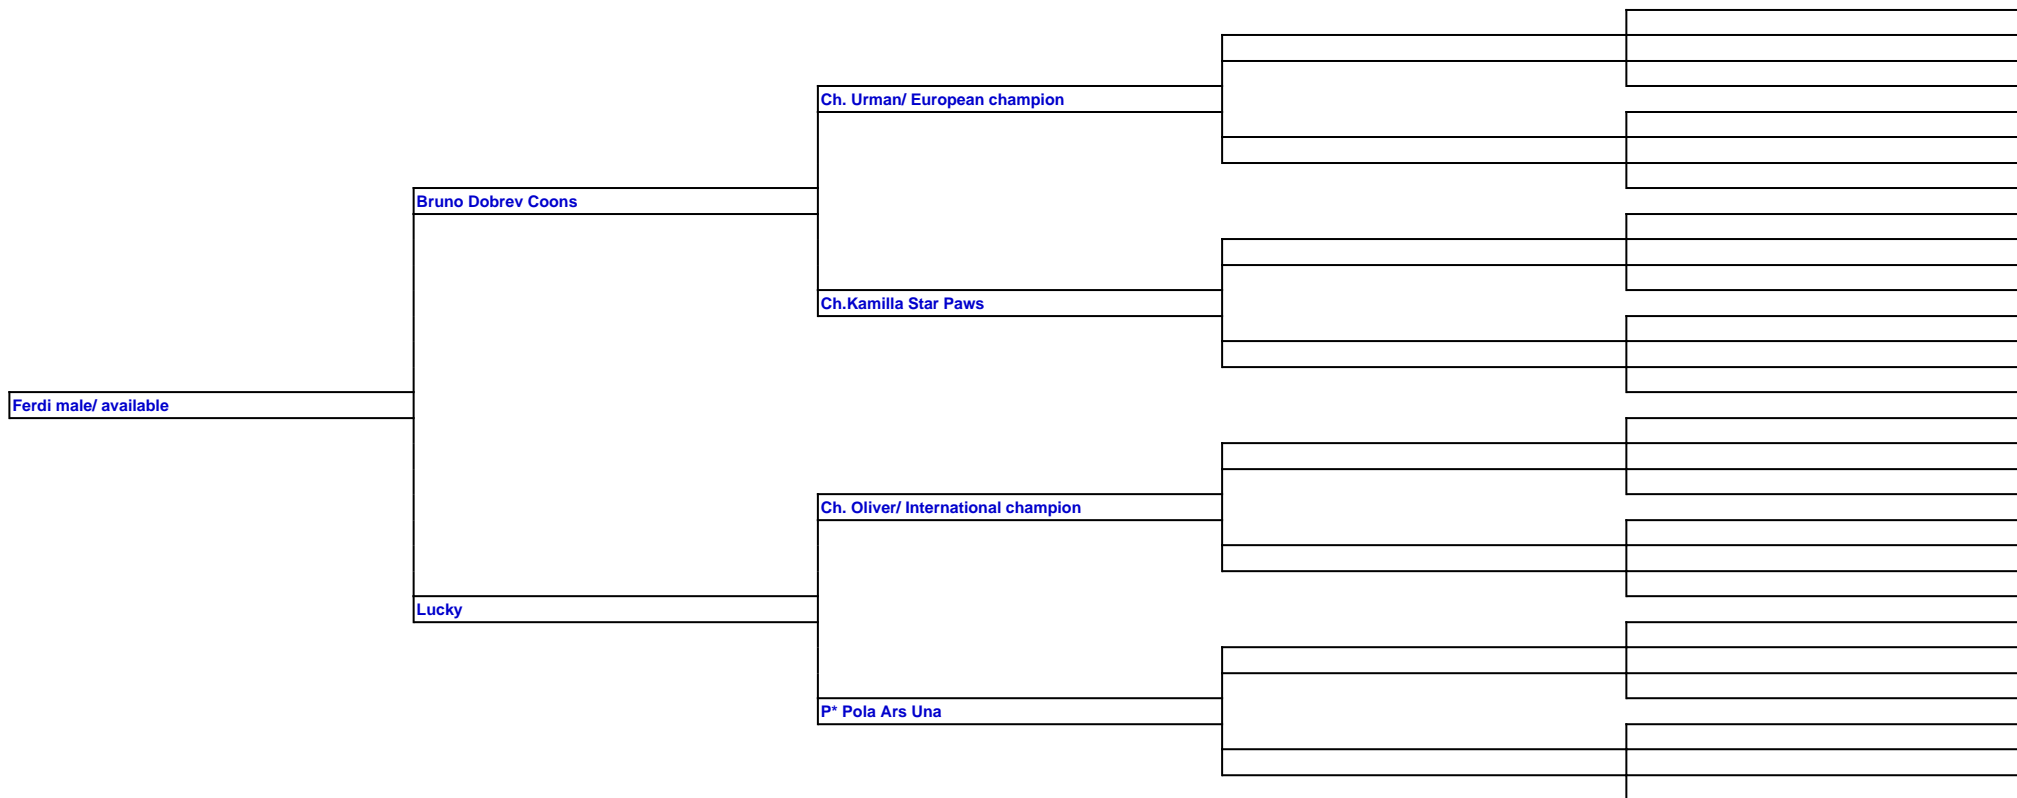 Ch. Urman/ European champion
Bruno Dobrev Coons
Ch.Kamilla Star Paws
Ferdi male/ available
Ch. Oliver/ International champion
Lucky
P* Pola Ars Una